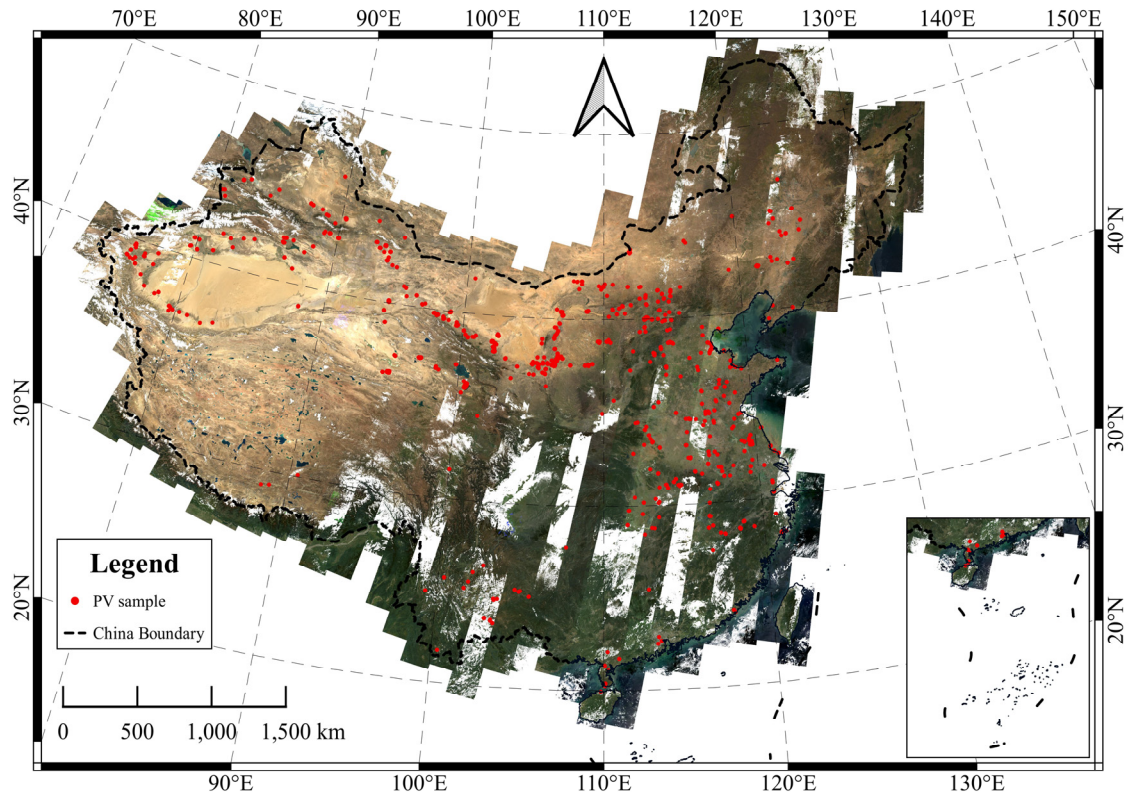 70°E 80°E 90°E 100°E 110°E 120°E 130°E 140°E 150°E
40°N
30°N
20°N
40°N
30°N
20°N
Legend
PV sample
China Boundary
0 500 1,000 1,500 km
90°E 100°E 110°E 120°E 130°E